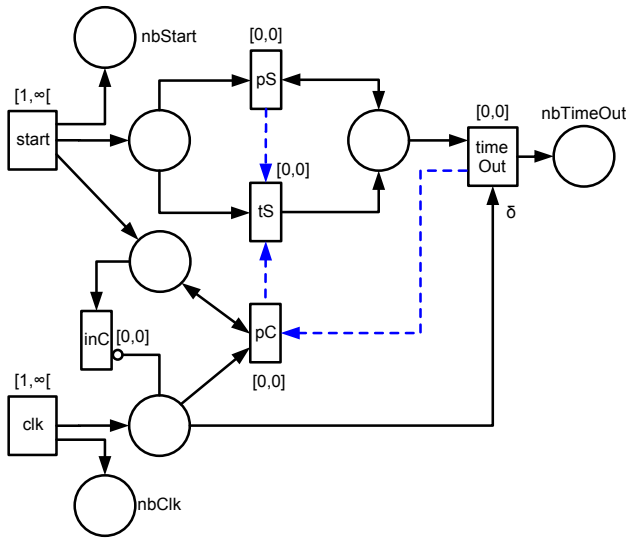 nbStart
[0,0]
[1,∞[
pS
[0,0]
nbTimeOut
start
time
Out
[0,0]
tS
δ
inC
[0,0]
pC
[1,∞[
[0,0]
clk
nbClk